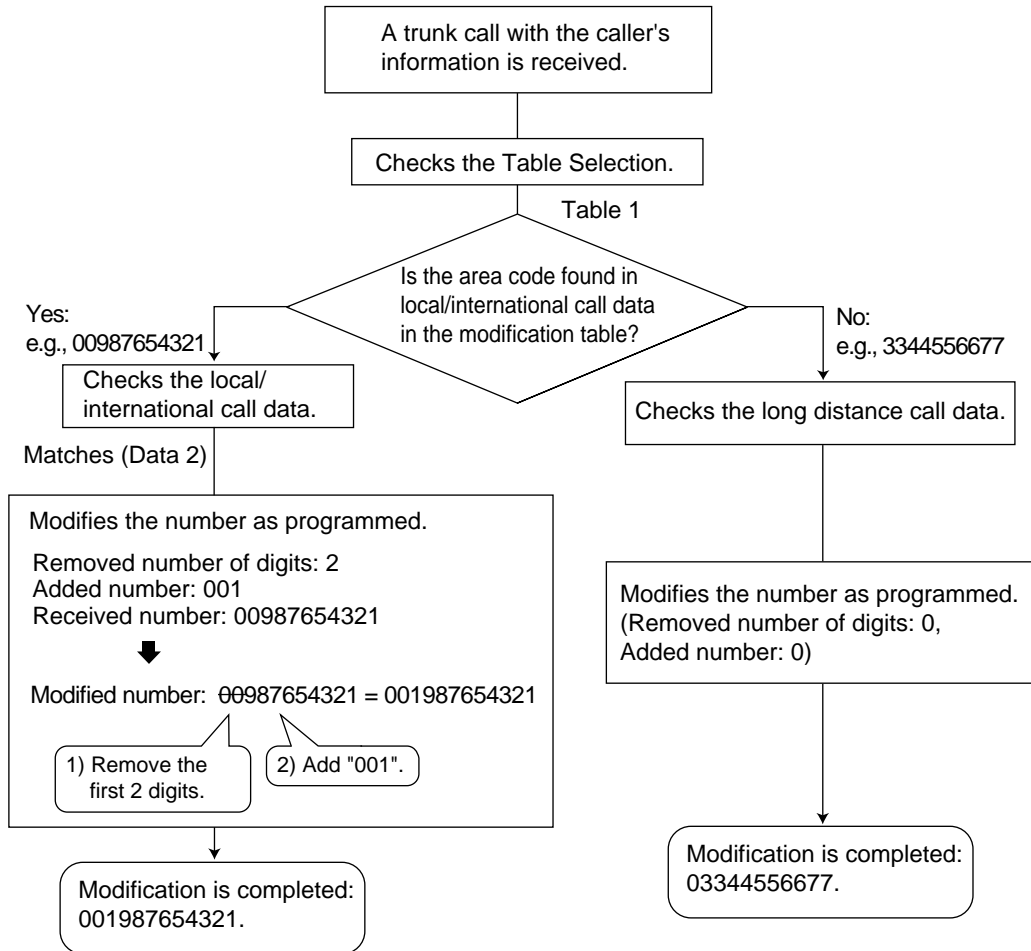 A trunk call with the caller's
information is received.
Checks the Table Selection.
Table 1
Is the area code found in
local/international call data
in the modification table?
Yes:
e.g., 00987654321
No:
e.g., 3344556677
Checks the local/
international call data.
Checks the long distance call data.
Matches (Data 2)
Modifies the number as programmed.
Removed number of digits: 2
Added number: 001
Received number: 00987654321
Modified number: 00987654321 = 001987654321
1) Remove the
first 2 digits.
2) Add "001".
Modifies the number as programmed.
(Removed number of digits: 0,
Added number: 0)
Modification is completed:
001987654321.
Modification is completed:
03344556677.